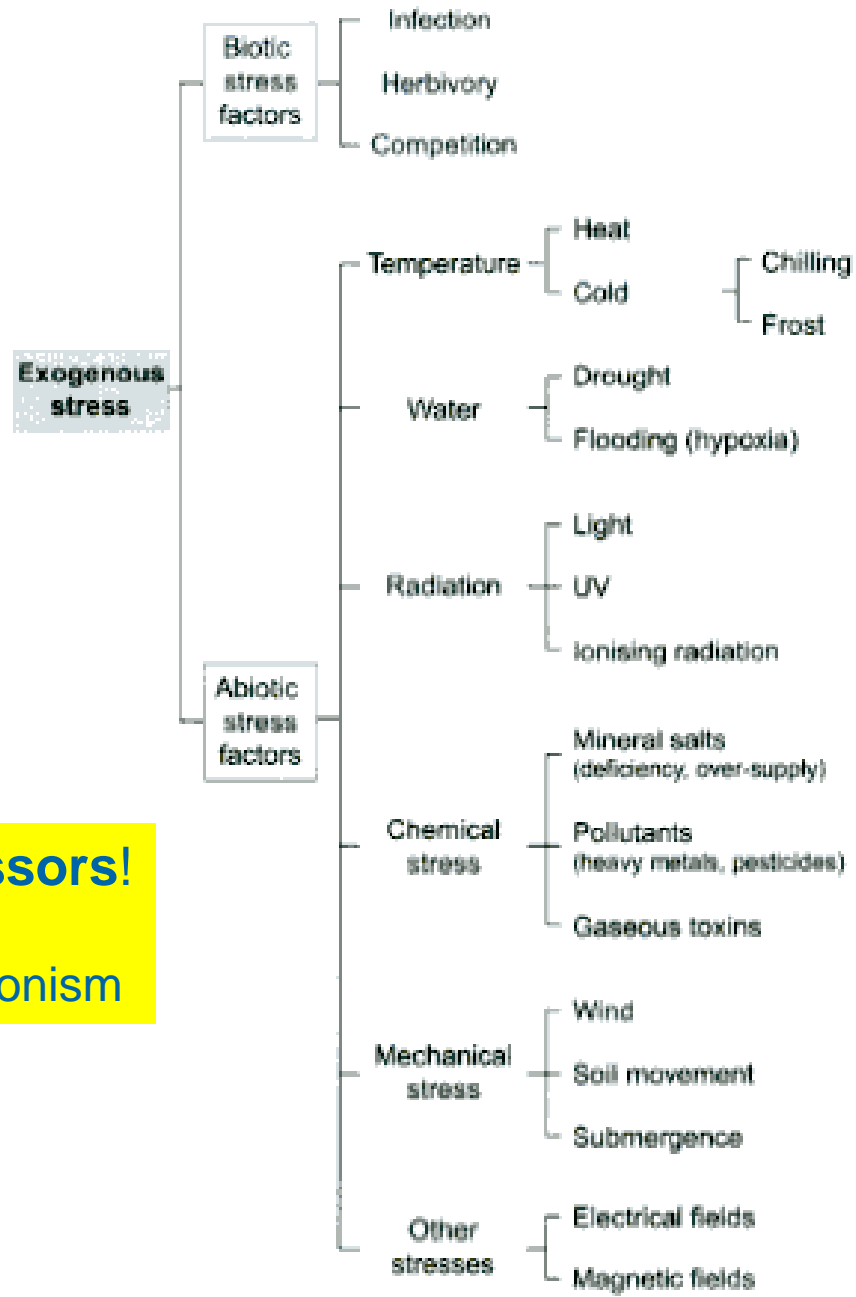 Infection
Biotic
stress
factors
Herbivory
Competition
Exogenous
stress
Abiotic
stress
factors
Temperature
Heat
Cold
Chilling
Frost
Water
Drought
Flooding (hypoxia)
Radiation
Light
UV
Ionising radiation
Chemical
stress
Mineral salts
(deficiency, over-supply)
Pollutants
(heavy metals, pesticides)
Gaseous toxins
Mechanical
stress
Wind
Soil movement
Submergence
Other
stresses
Electrical fields
Magnetic fields
ssors!
onism